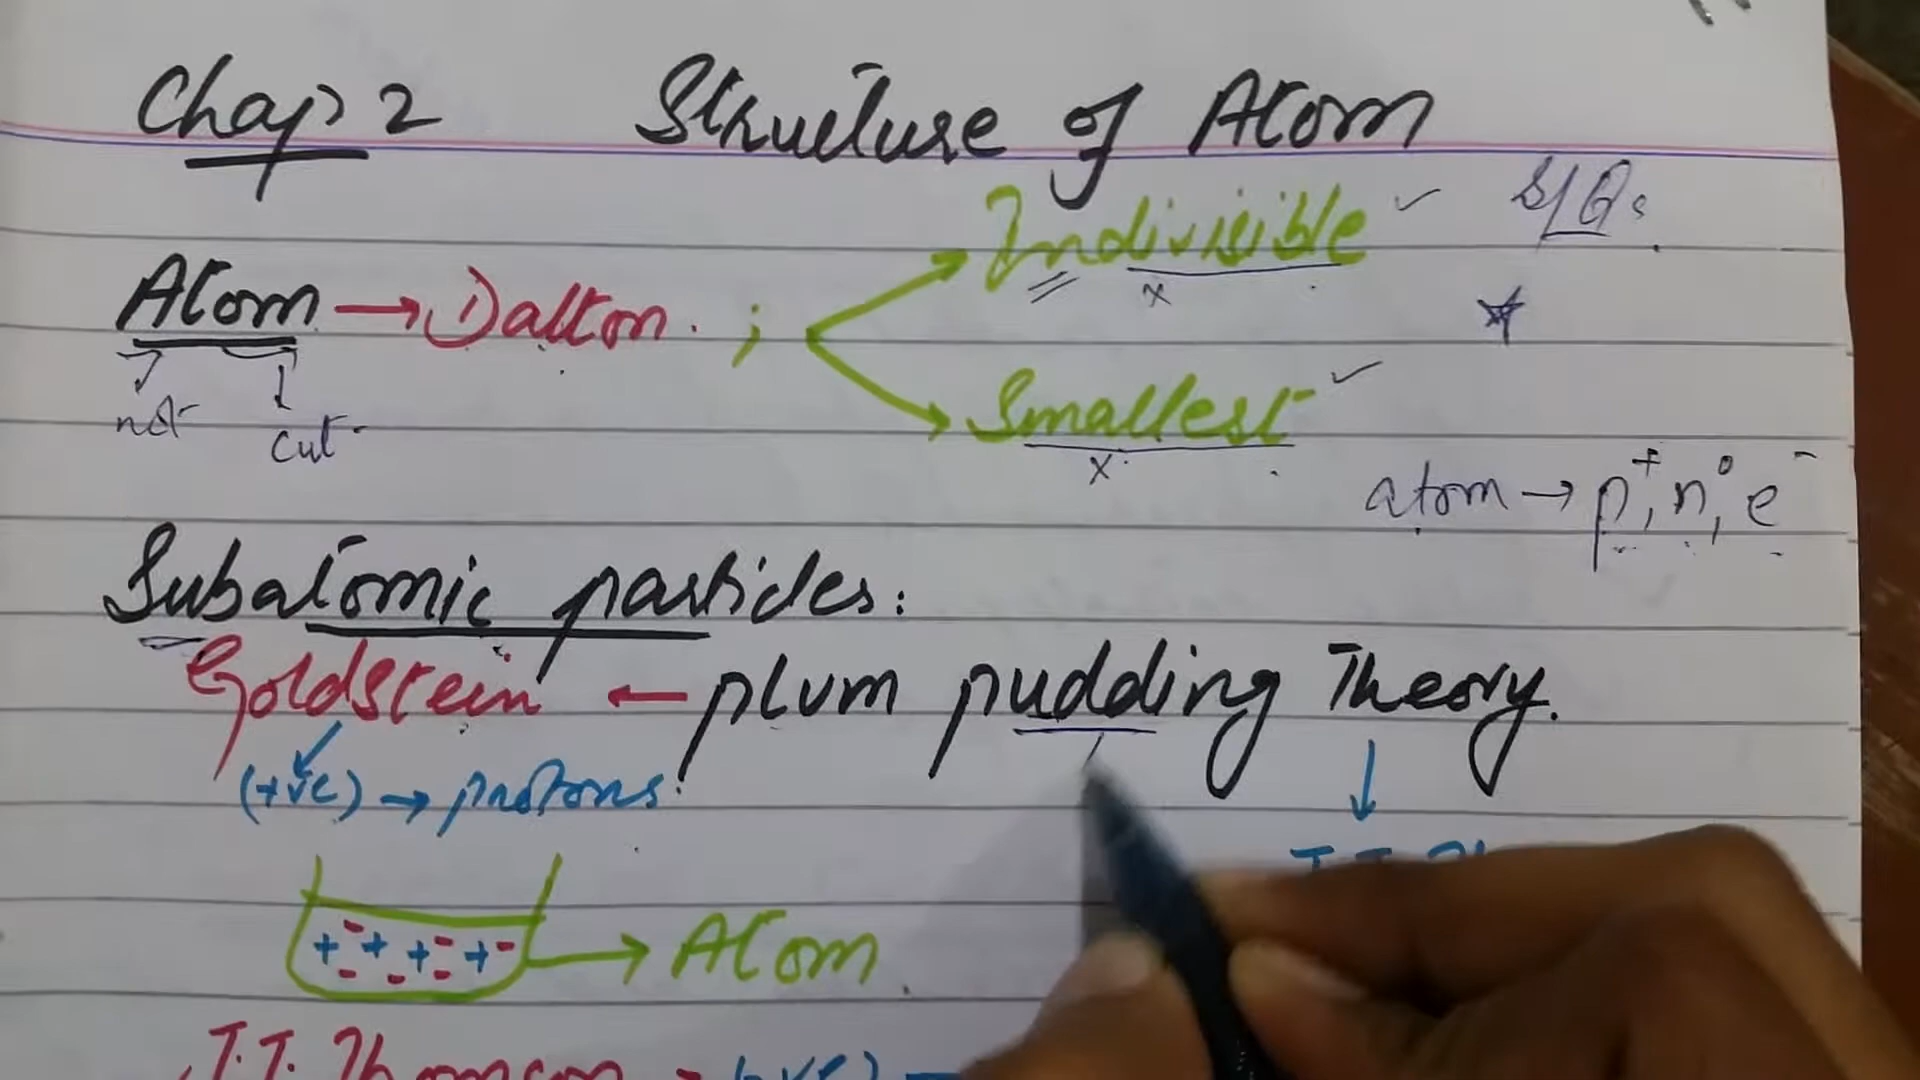 Chap 2 Structure of Atom
Indivisible ✓
S/Q.
Atom → Dalton. ;
x
not cut
Smallest ✓
x
atom → p⁺, n⁰, e⁻
Subatomic particles:
Goldstein ← plum pudding Theory.
(+ve) → protons.
J.J.
+ - + + - + -
- - -
→ Atom
J.J. Thomson